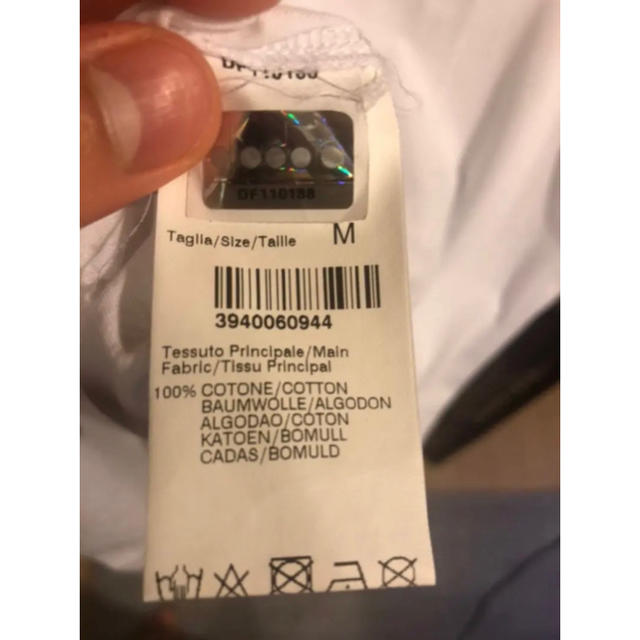 DF110188
DF110188
Taglia/Size/Taille M
3940060944
Tessuto Principale/Main
Fabric/Tissu Principal
100% COTONE/COTTON
BAUMWOLLE/ALGODON
ALGODAO/COTON
KATOEN/BOMULL
CADAS/BOMULD